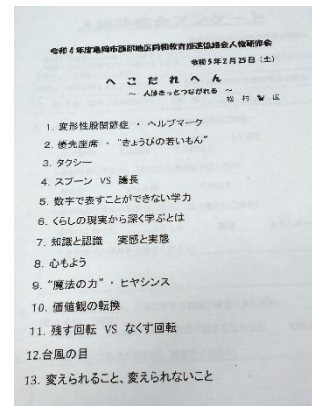 令和4年度亀岡市西部地区同和教育推進協議会人権研修会
令和5年2月25日(土)
へこたれへん
～ 人はきっとつながれる ～
松村 智広
1. 変形性股関節症・ヘルプマーク
2. 優先座席・“きょうびの若いもん”
3. タクシー
4. スプーン VS 議長
5. 数字で表すことができない学力
6. くらしの現実から深く学ぶとは
7. 知識と認識 実感と実態
8. 心もよう
9. “魔法の力”・ヒヤシンス
10. 価値観の転換
11. 残す回転 VS なくす回転
12.台風の目
13. 変えられること、変えられないこと